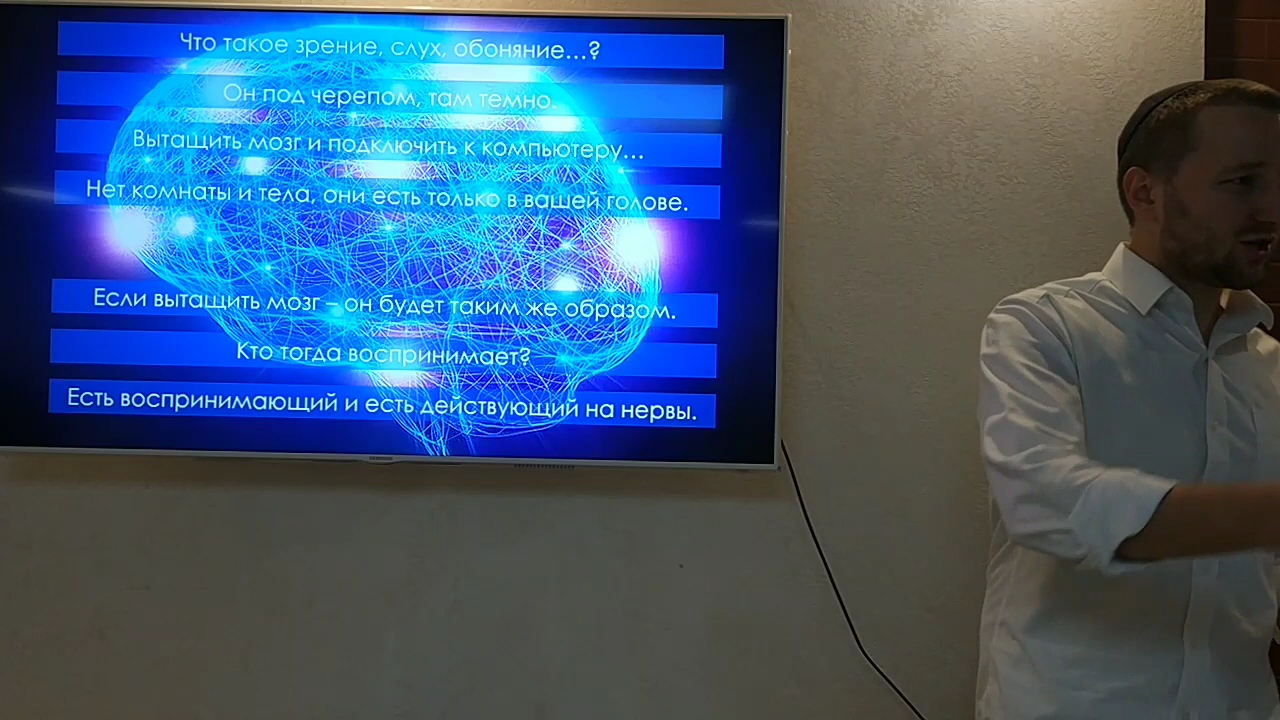 Что такое зрение, слух, обоняние...?
Он под черепом, там темно.
Вытащить мозг и подключить к компьютеру...
Нет комнаты и тела, они есть только в вашей голове.
Если вытащить мозг – он будет таким же образом.
Кто тогда воспринимает?
Есть воспринимающий и есть действующий на нервы.